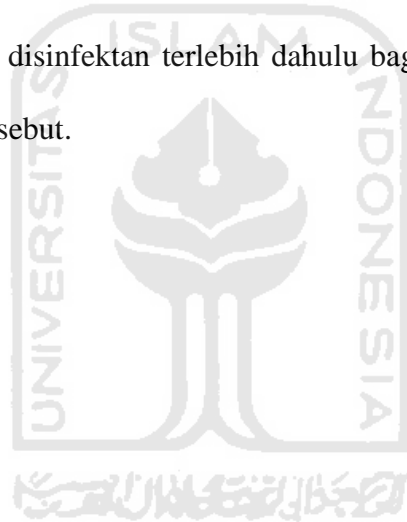 disinfektan terlebih dahulu bag
sebut.
ISLAM
UNIVERSITAS
INDONESIA